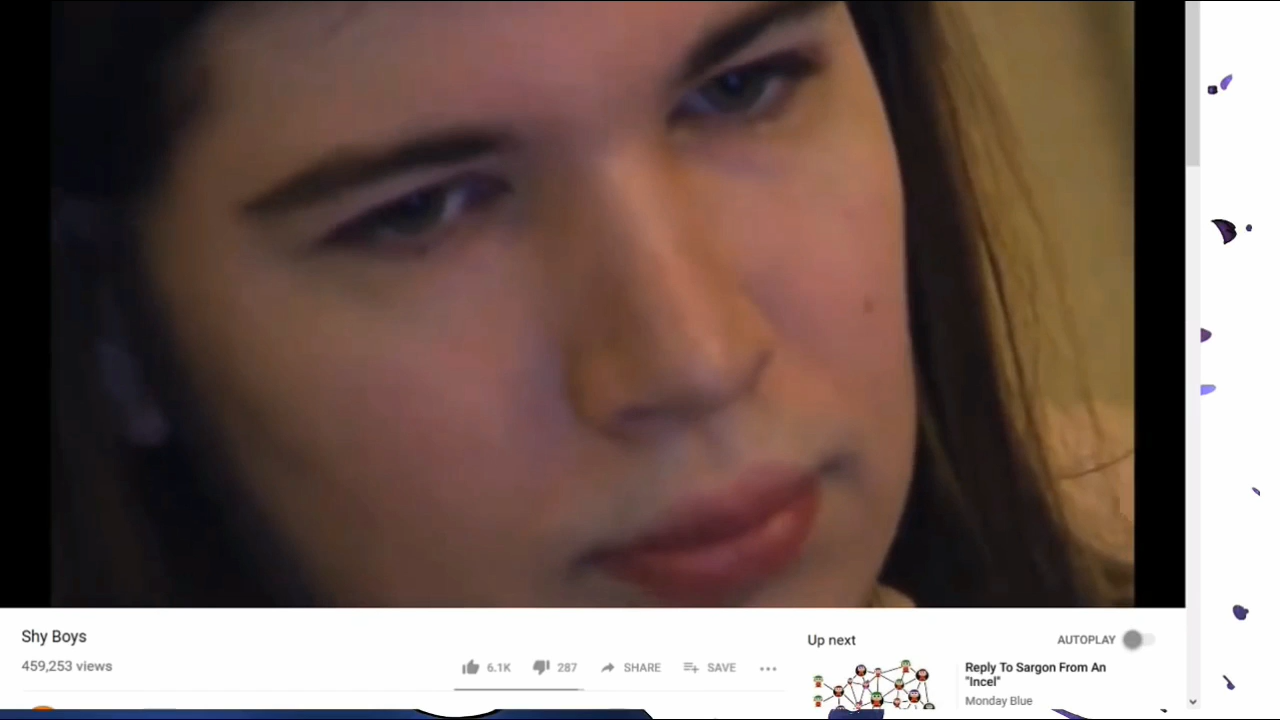 Shy Boys
459,253 views
6.1K
287
SHARE
SAVE
Up next
AUTOPLAY
Reply To Sargon From An
"Incel"
Monday Blue